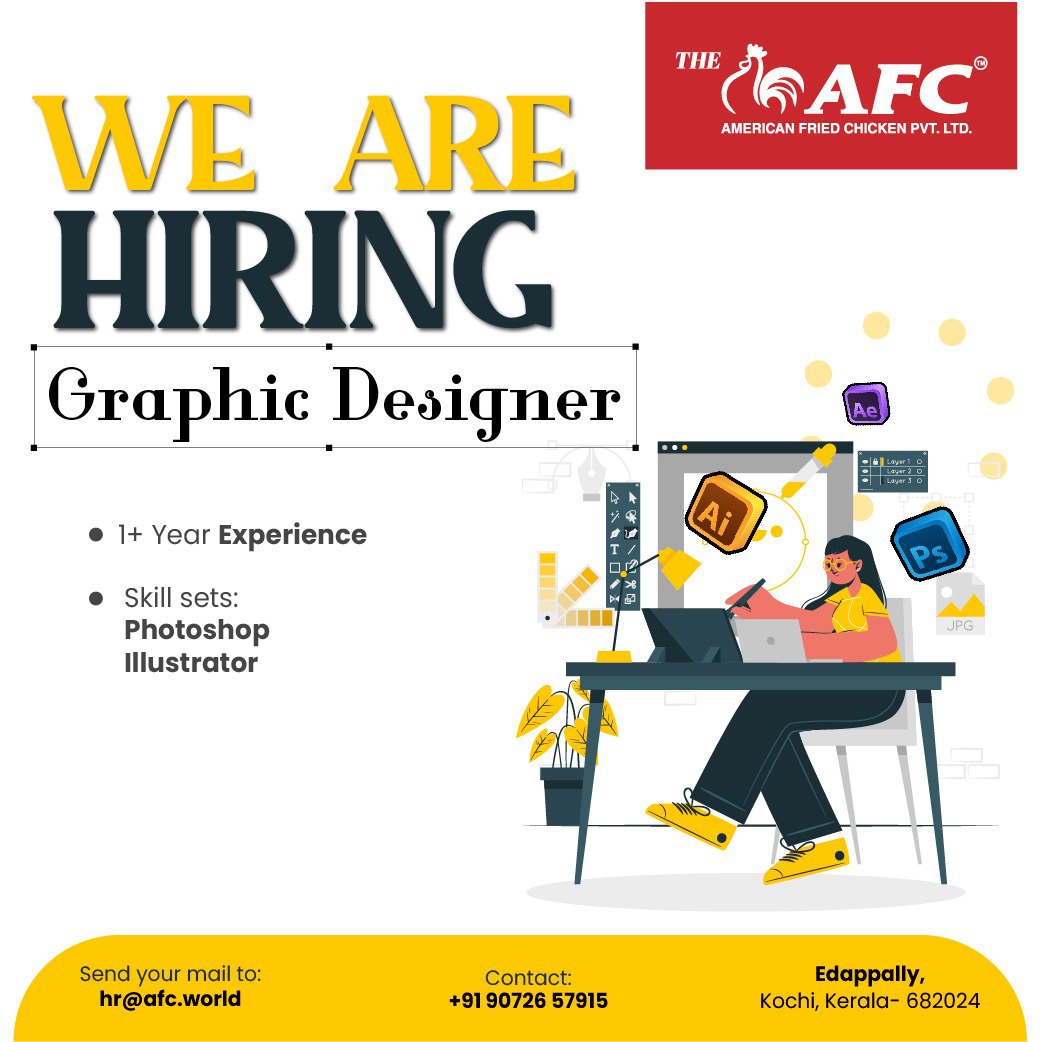 THE AFC TM
AMERICAN FRIED CHICKEN PVT. LTD.
WE ARE
HIRING
Graphic Designer
Ae
Layer 1
Layer 2
Layer 3
Ai
Ps
T
JPG
● 1+ Year Experience
● Skill sets:
Photoshop
Illustrator
Send your mail to:
hr@afc.world
Contact:
+91 90726 57915
Edappally,
Kochi, Kerala- 682024